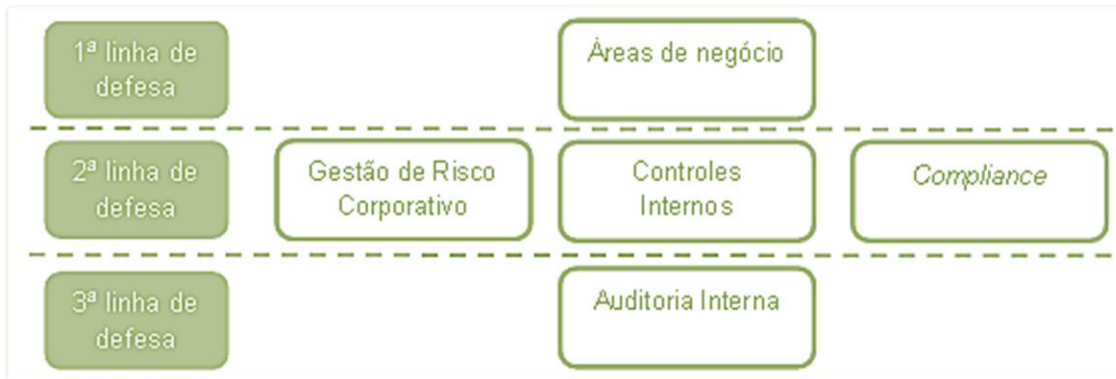 1ª linha de
defesa
Áreas de negócio
2ª linha de
defesa
Gestão de Risco
Corporativo
Controles
Internos
Compliance
3ª linha de
defesa
Auditoria Interna